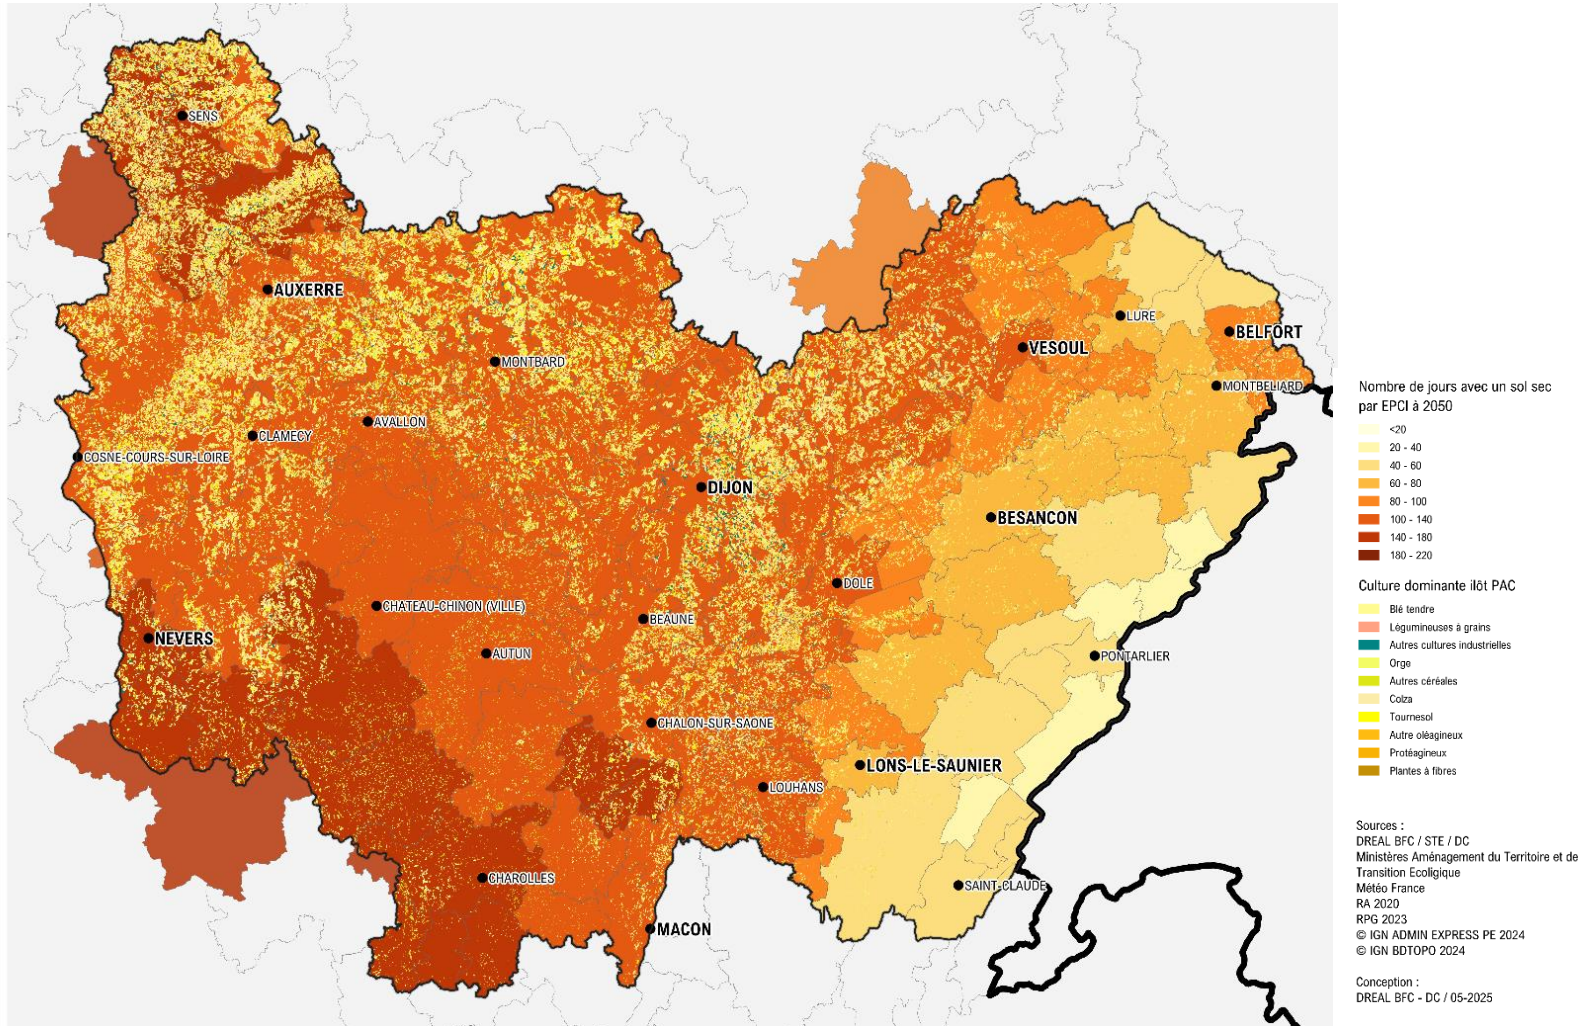 SENS
AUXERRE
MONTBARD
AVALLON
CLAMECY
COSNE-COURS-SUR-LOIRE
DIJON
VESOUL
LURE
BELFORT
MONTBELIARD
BESANCON
DOLE
CHATEAU-CHINON (VILLE)
BEAUNE
NEVERS
AUTUN
PONTARLIER
CHALON-SUR-SAONE
LONS-LE-SAUNIER
LOUHANS
CHAROLLES
SAINT-CLAUDE
MACON
Nombre de jours avec un sol sec
par EPCI à 2050
<20
20 - 40
40 - 60
60 - 80
80 - 100
100 - 140
140 - 180
180 - 220
Culture dominante ilôt PAC
Blé tendre
Légumineuses à grains
Autres cultures industrielles
Orge
Autres céréales
Colza
Tournesol
Autre oléagineux
Protéagineux
Plantes à fibres
Sources :
DREAL BFC / STE / DC
Ministères Aménagement du Territoire et de
Transition Ecoligique
Météo France
RA 2020
RPG 2023
© IGN ADMIN EXPRESS PE 2024
© IGN BDTOPO 2024
Conception :
DREAL BFC - DC / 05-2025